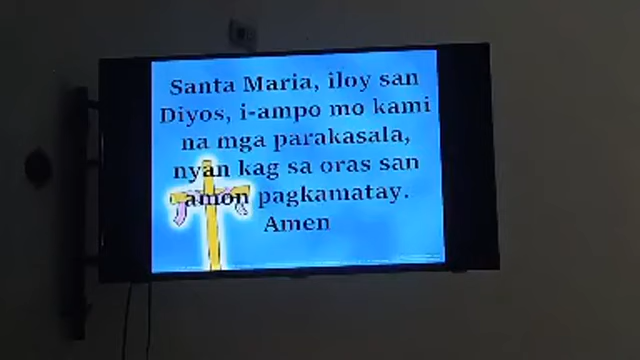 Santa Maria, iloy san
Diyos, i-ampo mo kami
na mga parakasala,
nyan kag sa oras san
amon pagkamatay.
Amen